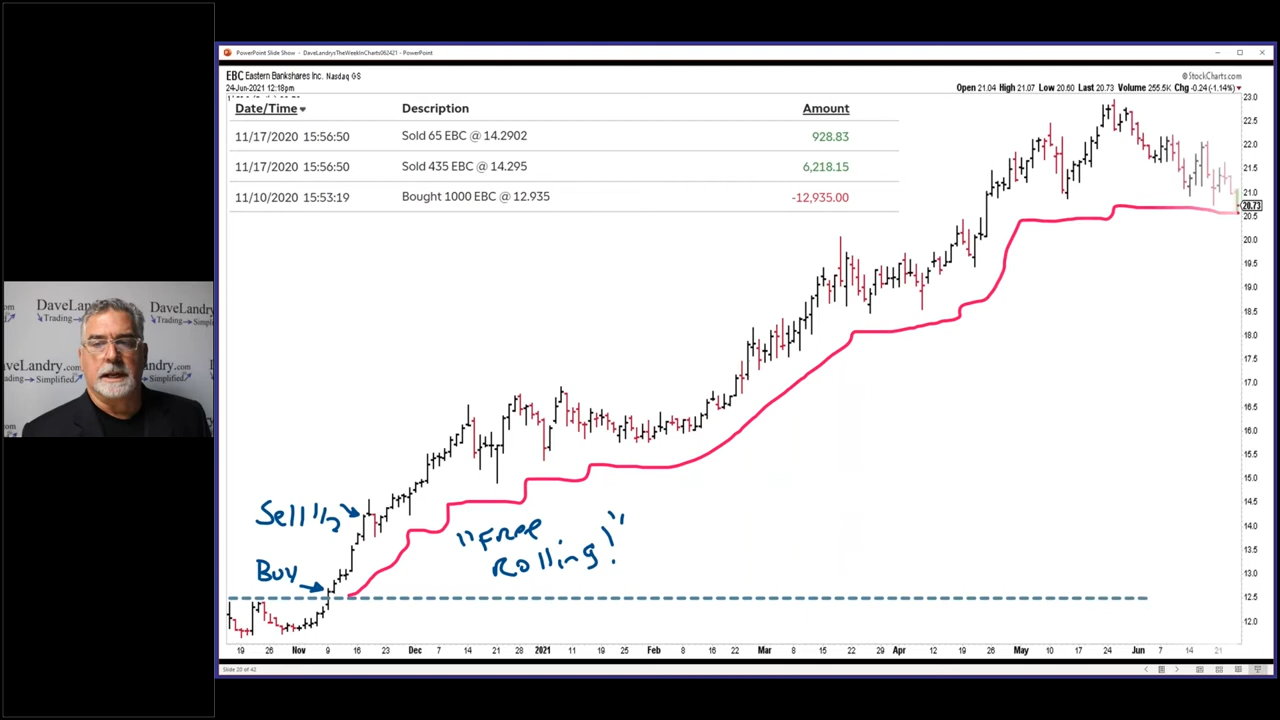 PowerPoint Slide Show - DaveLandrysTheWeekInCharts062421 - PowerPoint
EBC Eastern Bankshares Inc. Nasdaq GS
© StockCharts.com
24-Jun-2021 12:18pm
Open 21.04 High 21.07 Low 20.60 Last 20.73 Volume 255.5K Chg -0.24 (-1.14%)
Date/Time Description Amount
11/17/2020 15:56:50 Sold 65 EBC @ 14.2902 928.83
11/17/2020 15:56:50 Sold 435 EBC @ 14.295 6,218.15
11/10/2020 15:53:19 Bought 1000 EBC @ 12.935 -12,935.00
23.0
22.5
22.0
21.5
21.0
20.73
20.5
20.0
19.5
19.0
18.5
18.0
17.5
17.0
16.5
16.0
15.5
15.0
14.5
14.0
13.5
13.0
12.5
12.0
Sell 1/2
"Free
Rolling!"
Buy
19 26 Nov 9 16 23 Dec 7 14 21 28 2021 11 19 25 Feb 8 16 22 Mar 8 15 22 29 Apr 12 19 26 May 10 17 24 Jun 7 14 21
Slide 20 of 42
DaveLan
Trading
DaveLandry
Simplified
aveLandry.com
Trading Simplified